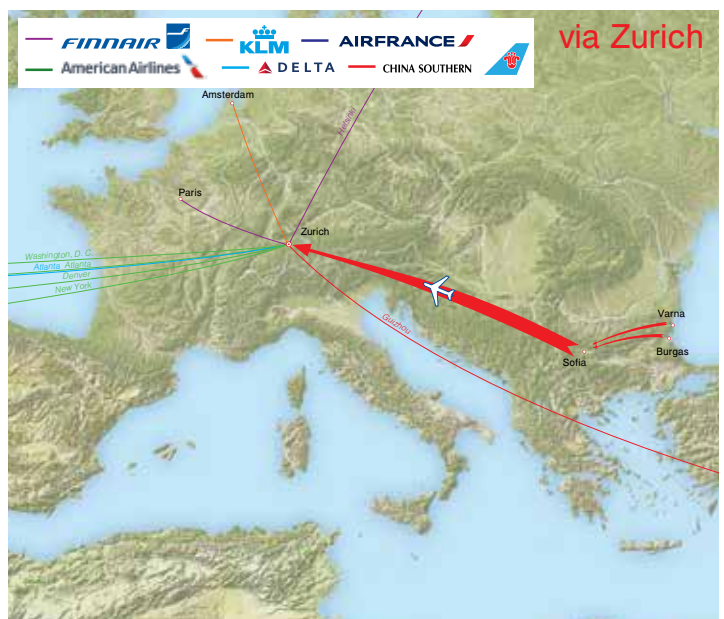 FINNAIR KLM AIRFRANCE
American Airlines DELTA CHINA SOUTHERN
via Zurich
Amsterdam
Helsinki
Paris
Zurich
Washington, D. C.
Atlanta Atlanta
Denver
New York
Guizhou
Varna
Burgas
Sofia